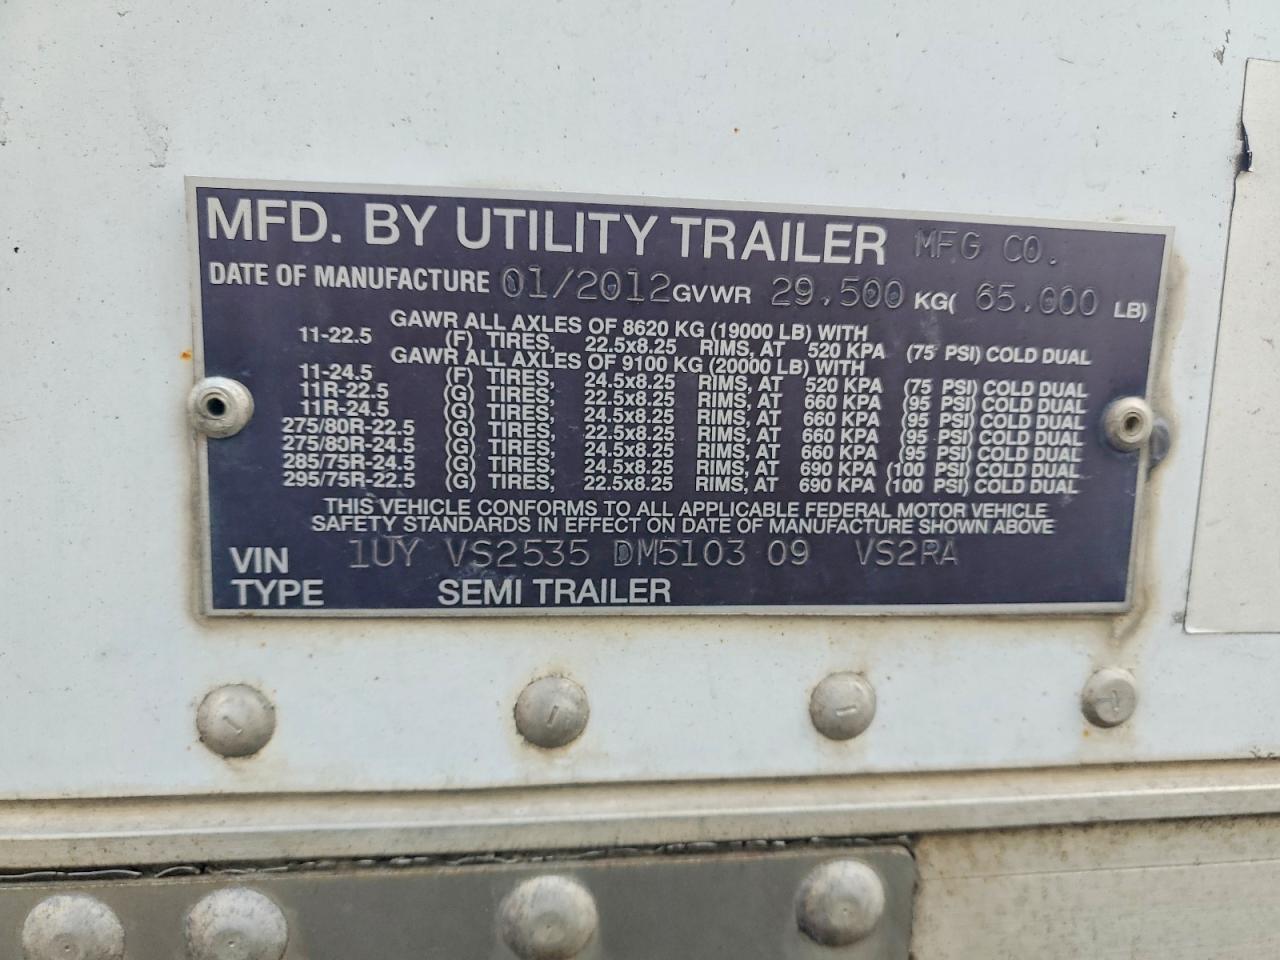 MFD. BY UTILITY TRAILER MFG CO.
DATE OF MANUFACTURE 01/2012 GVWR 29,500 KG( 65,000 LB)
GAWR ALL AXLES OF 8620 KG (19000 LB) WITH
11-22.5 (F) TIRES, 22.5x8.25 RIMS, AT 520 KPA (75 PSI) COLD DUAL
GAWR ALL AXLES OF 9100 KG (20000 LB) WITH
11-24.5 (F) TIRES, 24.5x8.25 RIMS, AT 520 KPA (75 PSI) COLD DUAL
11R-22.5 (G) TIRES, 22.5x8.25 RIMS, AT 660 KPA (95 PSI) COLD DUAL
11R-24.5 (G) TIRES, 24.5x8.25 RIMS, AT 660 KPA (95 PSI) COLD DUAL
275/80R-22.5 (G) TIRES, 22.5x8.25 RIMS, AT 660 KPA (95 PSI) COLD DUAL
275/80R-24.5 (G) TIRES, 24.5x8.25 RIMS, AT 660 KPA (95 PSI) COLD DUAL
285/75R-24.5 (G) TIRES, 24.5x8.25 RIMS, AT 690 KPA (100 PSI) COLD DUAL
295/75R-22.5 (G) TIRES, 22.5x8.25 RIMS, AT 690 KPA (100 PSI) COLD DUAL
THIS VEHICLE CONFORMS TO ALL APPLICABLE FEDERAL MOTOR VEHICLE
SAFETY STANDARDS IN EFFECT ON DATE OF MANUFACTURE SHOWN ABOVE
VIN 1UY VS2535 DM5103 09 VS2RA
TYPE SEMI TRAILER